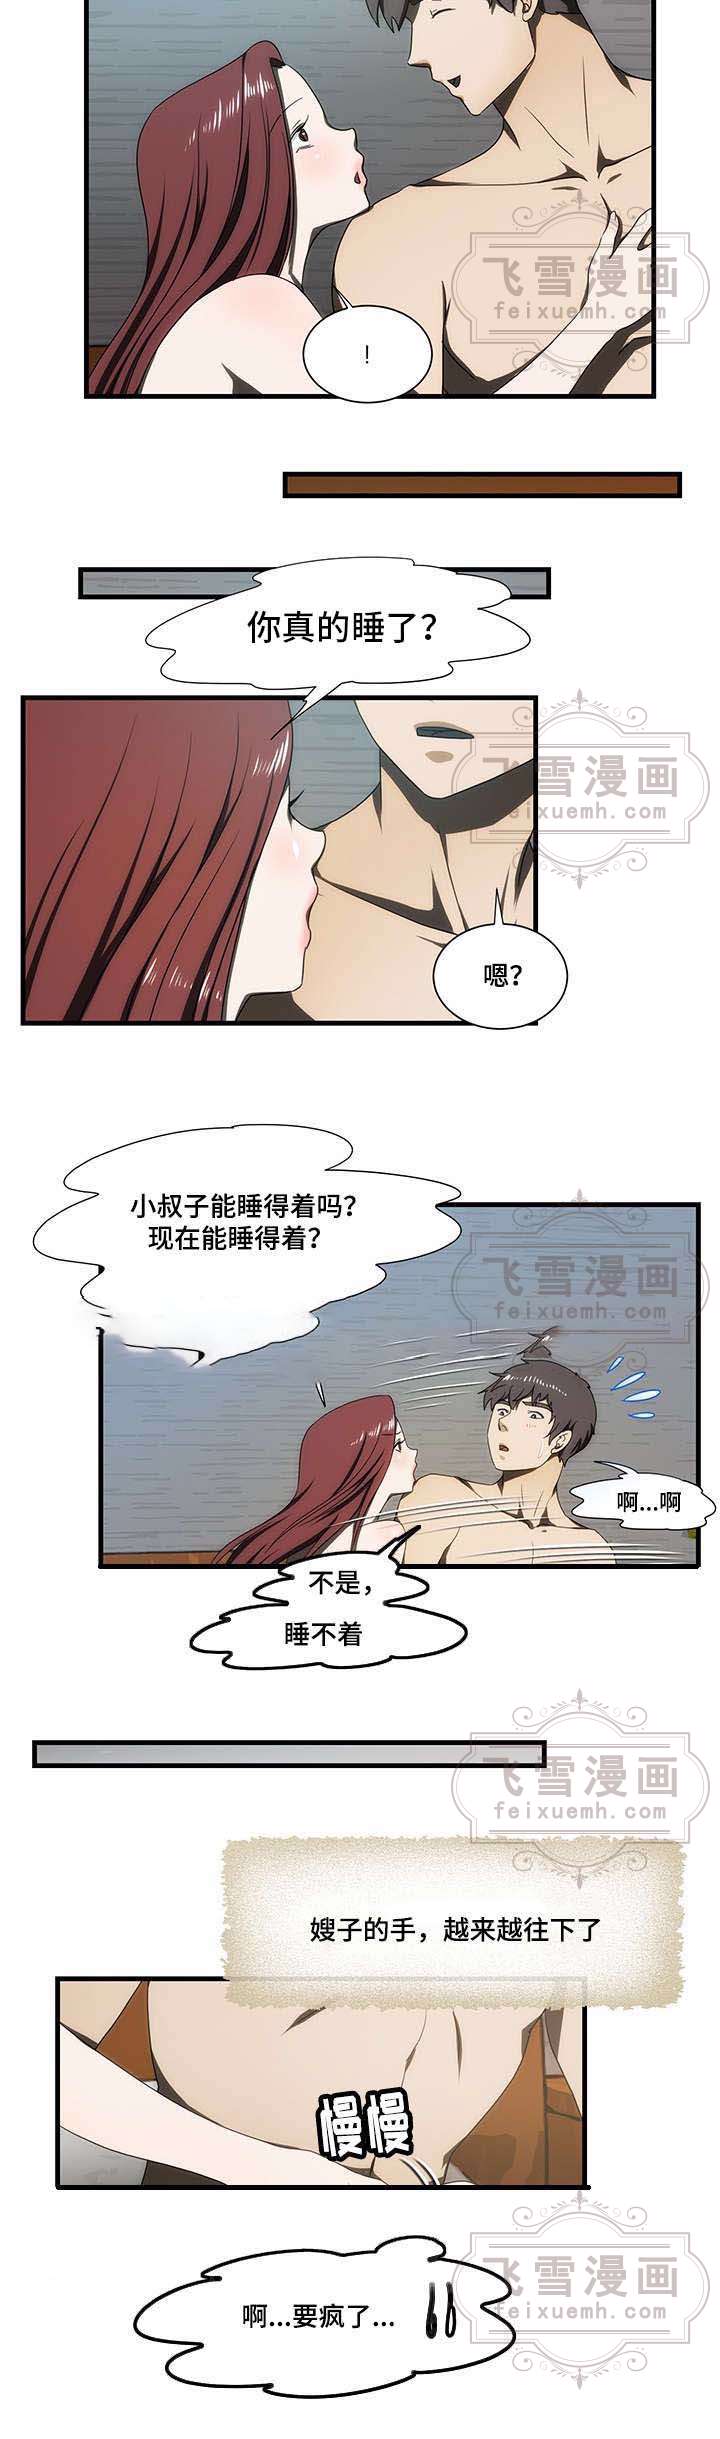 飞雪漫画
feixuemh.com
!
你真的睡了?
飞雪漫画
feixuemh.com
嗯?
小叔子能睡得着吗?
现在能睡得着?
飞雪漫画
feixuemh.com
啊...啊
不是,
睡不着
飞雪漫画
feixuemh.com
嫂子的手，越来越往下了
慢慢
飞雪漫画
feixuemh.com
啊...要疯了...